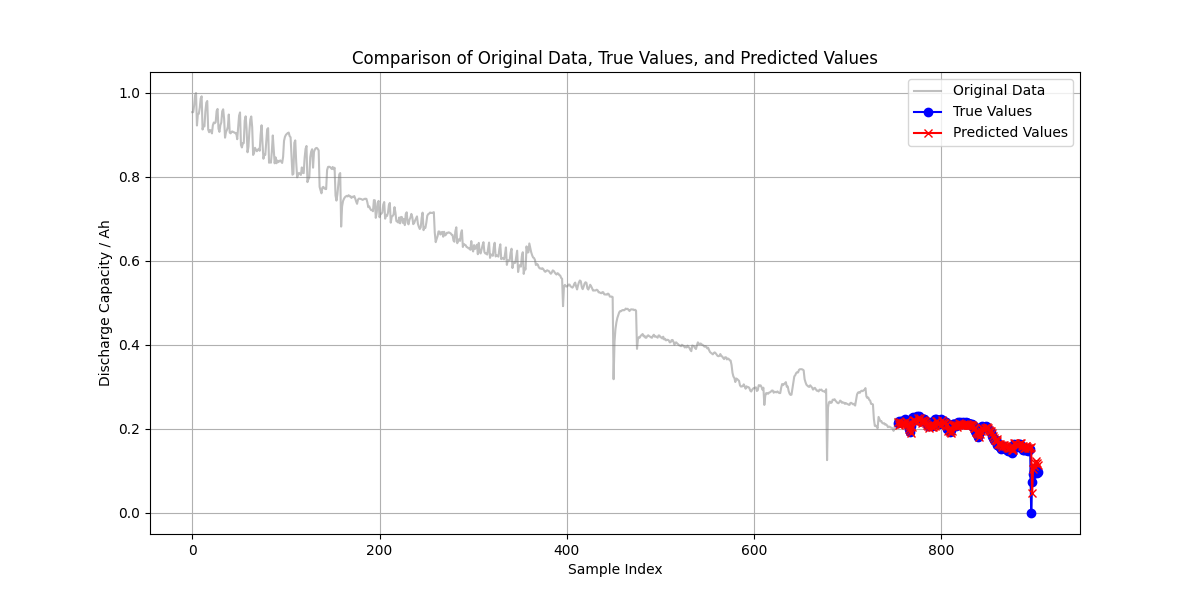 Comparison of Original Data, True Values, and Predicted Values
Original Data
True Values
Predicted Values
1.0
0.8
0.6
0.4
0.2
0.0
Discharge Capacity / Ah
0 200 400 600 800
Sample Index